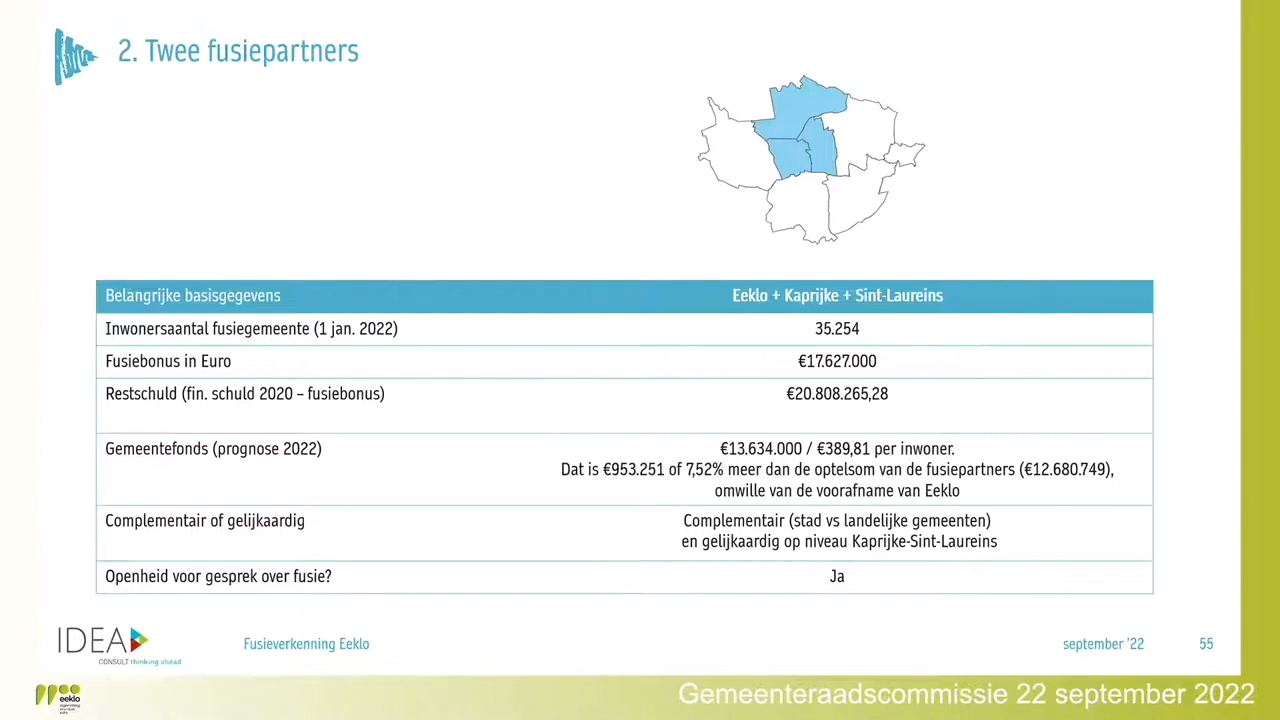 2. Twee fusiepartners
Belangrijke basisgegevens
Eeklo + Kaprijke + Sint-Laureins
Inwonersaantal fusiegemeente (1 jan. 2022)
35.254
Fusiebonus in Euro
€17.627.000
Restschuld (fin. schuld 2020 – fusiebonus)
€20.808.265,28
Gemeentefonds (prognose 2022)
€13.634.000 / €389,81 per inwoner.
Dat is €953.251 of 7,52% meer dan de optelsom van de fusiepartners (€12.680.749),
omwille van de voorafname van Eeklo
Complementair of gelijkaardig
Complementair (stad vs landelijke gemeenten)
en gelijkaardig op niveau Kaprijke-Sint-Laureins
Openheid voor gesprek over fusie?
Ja
IDEA
CONSULT thinking ahead
Fusieverkenning Eeklo
september '22
55
eeklo
Gemeenteraadscommissie 22 september 2022